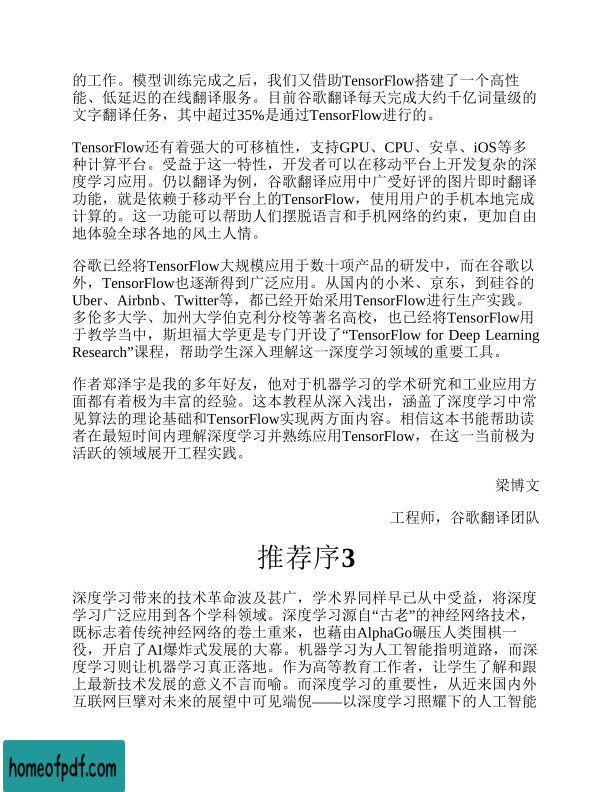 的工作。模型训练完成之后，我们又借助TensorFlow搭建了一个高性
能、低延迟的在线翻译服务。目前谷歌翻译每天完成大约千亿词量级的
文字翻译任务，其中超过35%是通过TensorFlow进行的。
TensorFlow还有着强大的可移植性，支持GPU、CPU、安卓、iOS等多
种计算平台。受益于这一特性，开发者可以在移动平台上开发复杂的深
度学习应用。仍以翻译为例，谷歌翻译应用中广受好评的图片即时翻译
功能，就是依赖于移动平台上的TensorFlow，使用用户的手机本地完成
计算的。这一功能可以帮助人们摆脱语言和手机网络的约束，更加自由
地体验全球各地的风土人情。
谷歌已经将TensorFlow大规模应用于数十项产品的研发中，而在谷歌以
外，TensorFlow也逐渐得到广泛应用。从国内的小米、京东，到硅谷的
Uber、Airbnb、Twitter等，都已经开始采用TensorFlow进行生产实践。
多伦多大学、加州大学伯克利分校等著名高校，也已经将TensorFlow用
于教学当中，斯坦福大学更是专门开设了“TensorFlow for Deep Learning
Research”课程，帮助学生深入理解这一深度学习领域的重要工具。
作者郑泽宇是我的多年好友，他对于机器学习的学术研究和工业应用方
面都有着极为丰富的经验。这本教程从深入浅出，涵盖了深度学习中常
见算法的理论基础和TensorFlow实现两方面内容。相信这本书能帮助读
者在最短时间内理解深度学习并熟练应用TensorFlow，在这一当前极为
活跃的领域展开工程实践。
梁博文
工程师，谷歌翻译团队
推荐序3
深度学习带来的技术革命波及甚广，学术界同样早已从中受益，将深度
学习广泛应用到各个学科领域。深度学习源自“古老”的神经网络技术，
既标志着传统神经网络的卷土重来，也藉由AlphaGo碾压人类围棋一
役，开启了AI爆炸式发展的大幕。机器学习为人工智能指明道路，而深
度学习则让机器学习真正落地。作为高等教育工作者，让学生了解和跟
上最新技术发展的意义不言而喻。而深度学习的重要性，从近来国内外
互联网巨擘对未来的展望中可见端倪——以深度学习照耀下的人工智能
homeofpdf.com